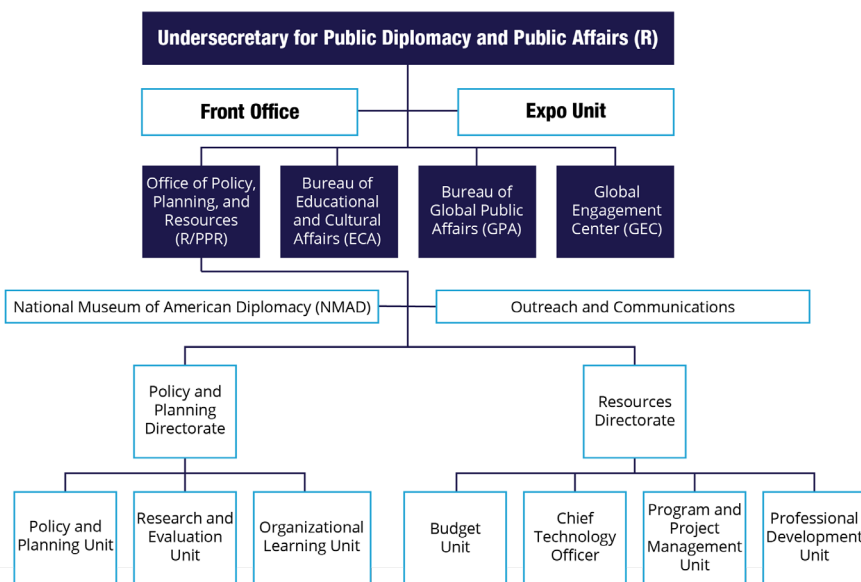 Undersecretary for Public Diplomacy and Public Affairs (R)
Front Office
Expo Unit
Office of Policy,
Planning, and
Resources
(R/PPR)
Bureau of
Educational
and Cultural
Affairs (ECA)
Bureau of
Global Public
Affairs (GPA)
Global
Engagement
Center (GEC)
National Museum of American Diplomacy (NMAD)
Outreach and Communications
Policy and
Planning
Directorate
Resources
Directorate
Policy and
Planning Unit
Research and
Evaluation
Unit
Organizational
Learning Unit
Budget
Unit
Chief
Technology
Officer
Program and
Project
Management
Unit
Professional
Development
Unit